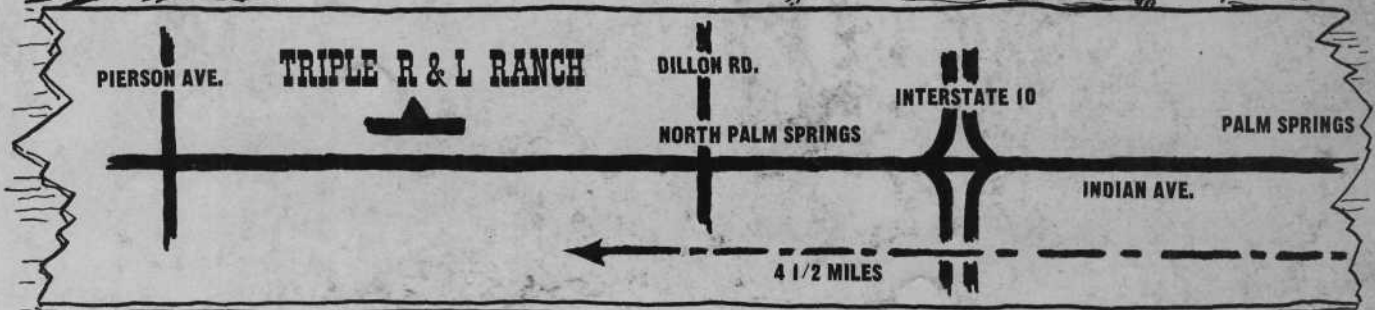 PIERSON AVE.
TRIPLE R & L RANCH
DILLON RD.
INTERSTATE 10
NORTH PALM SPRINGS
PALM SPRINGS
INDIAN AVE.
4 1/2 MILES